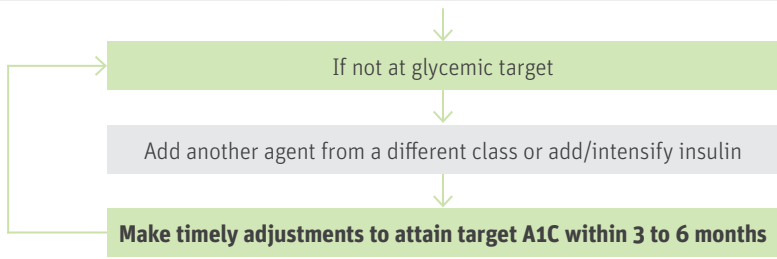 If not at glycemic target
Add another agent from a different class or add/intensify insulin
Make timely adjustments to attain target A1C within 3 to 6 months